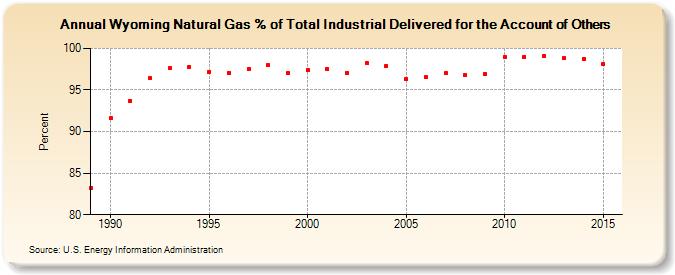 Annual Wyoming Natural Gas % of Total Industrial Delivered for the Account of Others
Percent
100
95
90
85
80
1990 1995 2000 2005 2010 2015
Source: U.S. Energy Information Administration